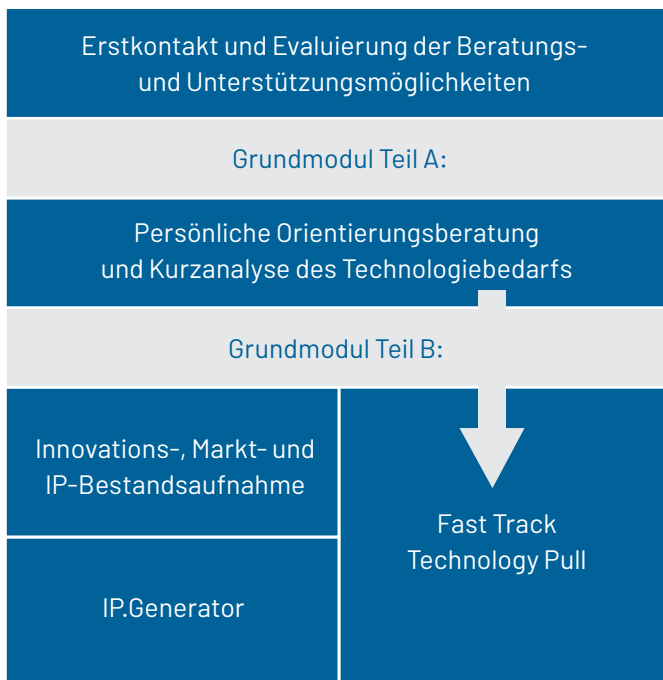 Erstkontakt und Evaluierung der Beratungs-
und Unterstützungsmöglichkeiten
Grundmodul Teil A:
Persönliche Orientierungsberatung
und Kurzanalyse des Technologiebedarfs
Grundmodul Teil B:
Innovations-, Markt- und
IP-Bestandsaufnahme
IP.Generator
Fast Track
Technology Pull